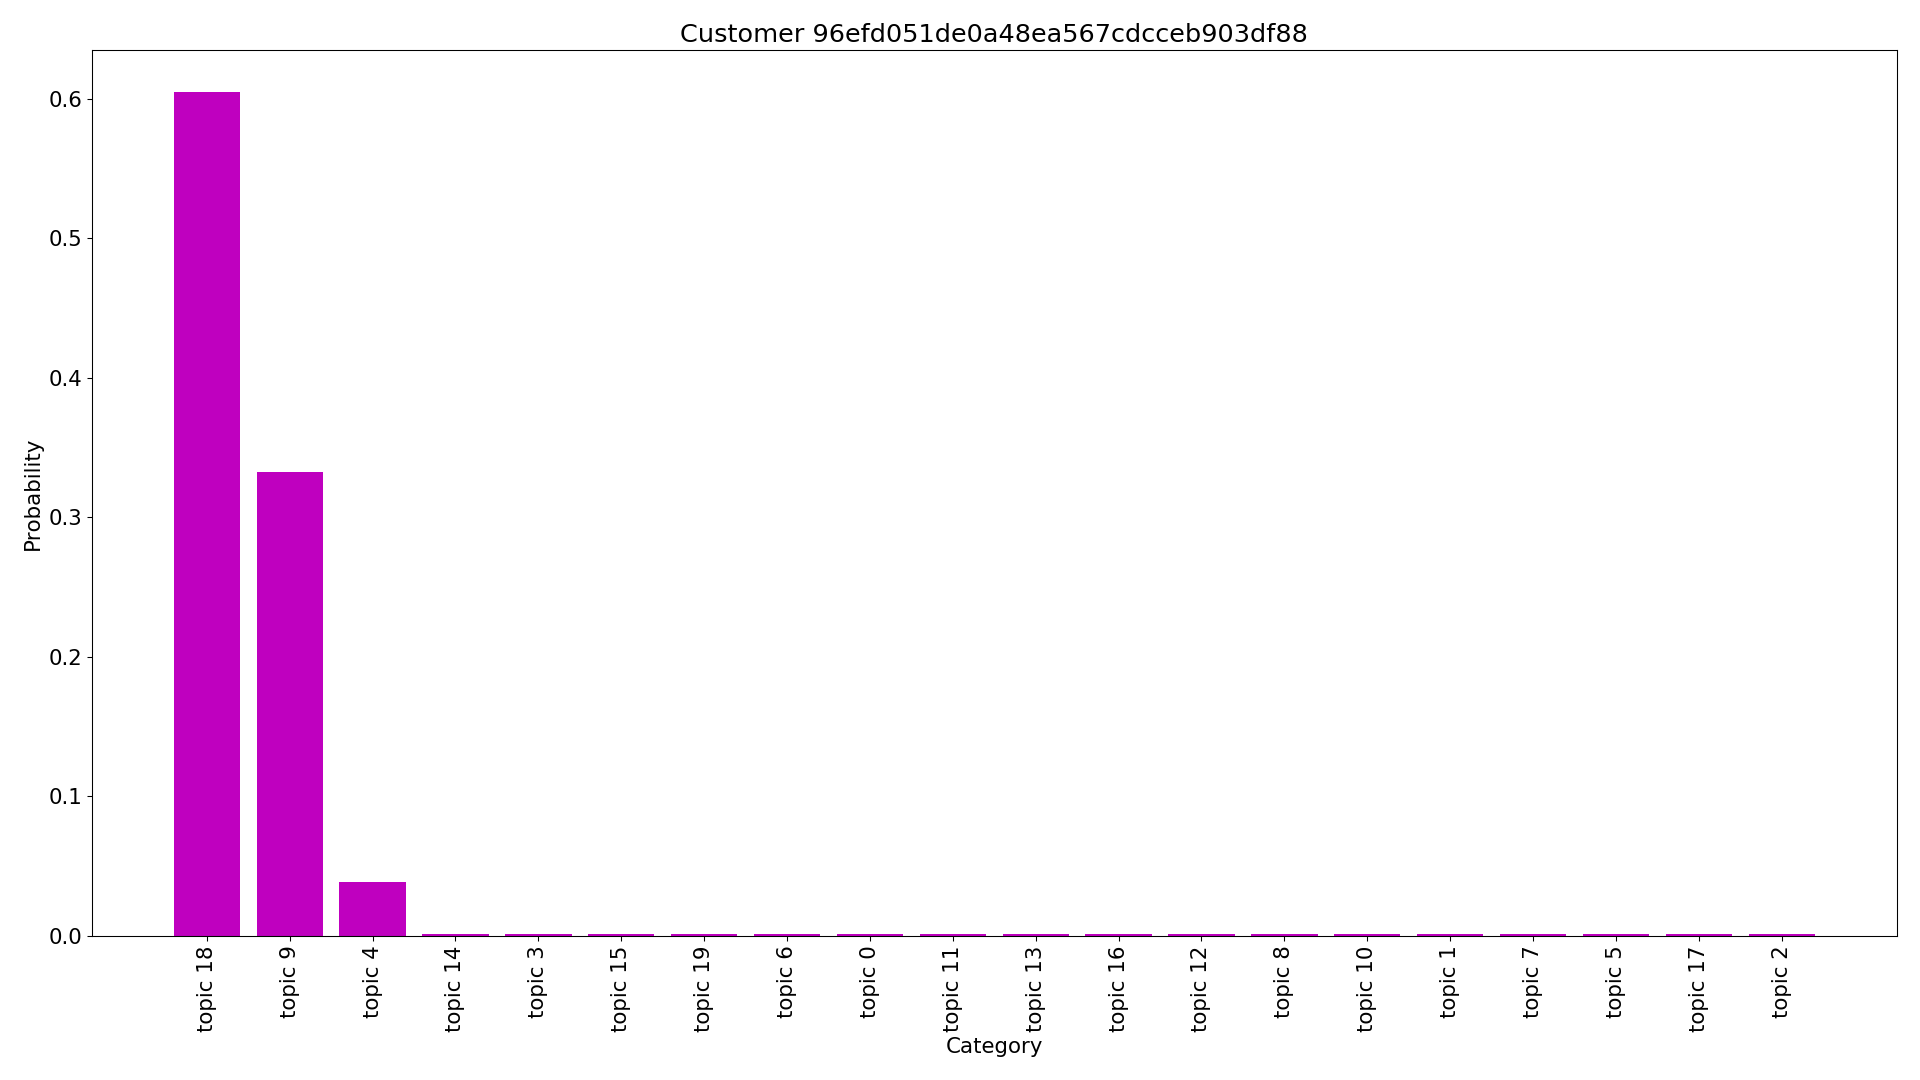 Customer 96efd051de0a48ea567cdcceb903df88
Probability
0.6
0.5
0.4
0.3
0.2
0.1
0.0
topic 18
topic 9
topic 4
topic 14
topic 3
topic 15
topic 19
topic 6
topic 0
topic 11
topic 13
topic 16
topic 12
topic 8
topic 10
topic 1
topic 7
topic 5
topic 17
topic 2
Category